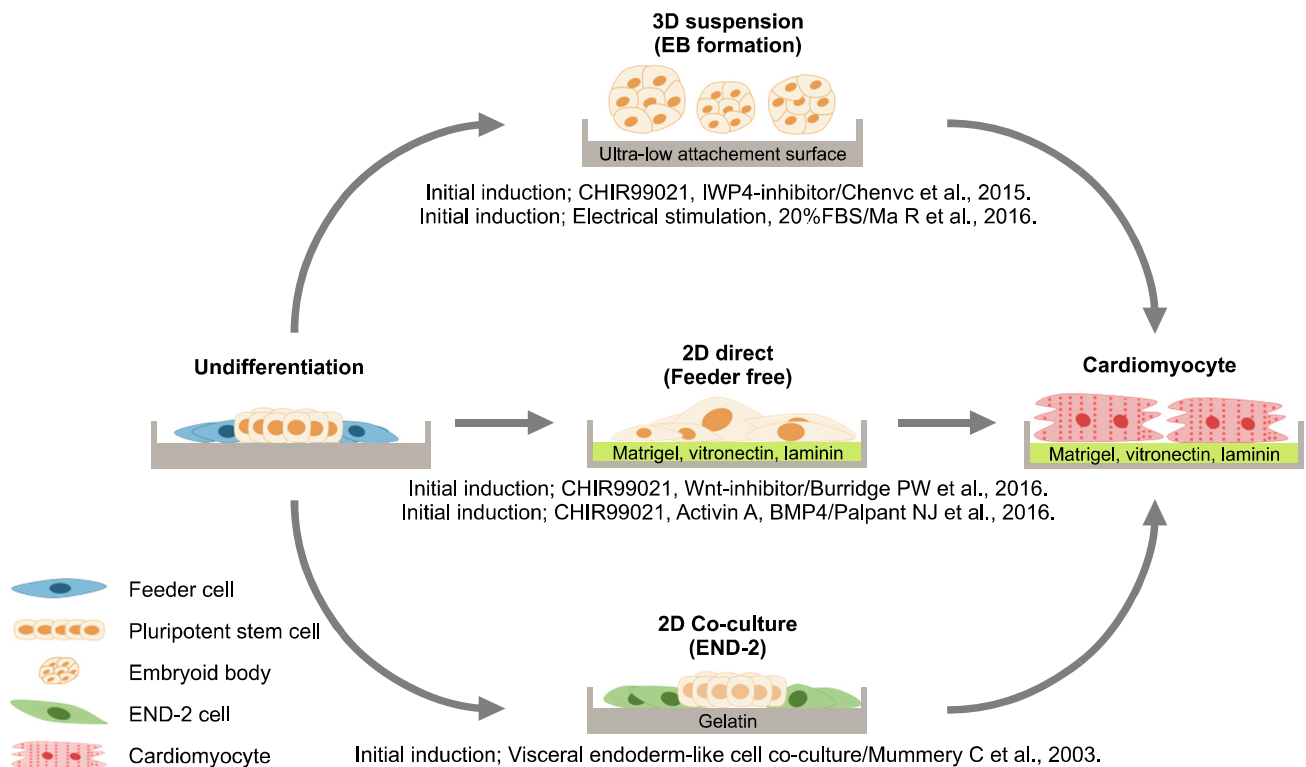 3D suspension
(EB formation)
Ultra-low attachement surface
Initial induction; CHIR99021, IWP4-inhibitor/Chenvc et al., 2015.
Initial induction; Electrical stimulation, 20%FBS/Ma R et al., 2016.
Undifferentiation
2D direct
(Feeder free)
Matrigel, vitronectin, laminin
Cardiomyocyte
Matrigel, vitronectin, laminin
Initial induction; CHIR99021, Wnt-inhibitor/Burridge PW et al., 2016.
Initial induction; CHIR99021, Activin A, BMP4/Palpant NJ et al., 2016.
Feeder cell
Pluripotent stem cell
Embryoid body
END-2 cell
Cardiomyocyte
2D Co-culture
(END-2)
Gelatin
Initial induction; Visceral endoderm-like cell co-culture/Mummery C et al., 2003.